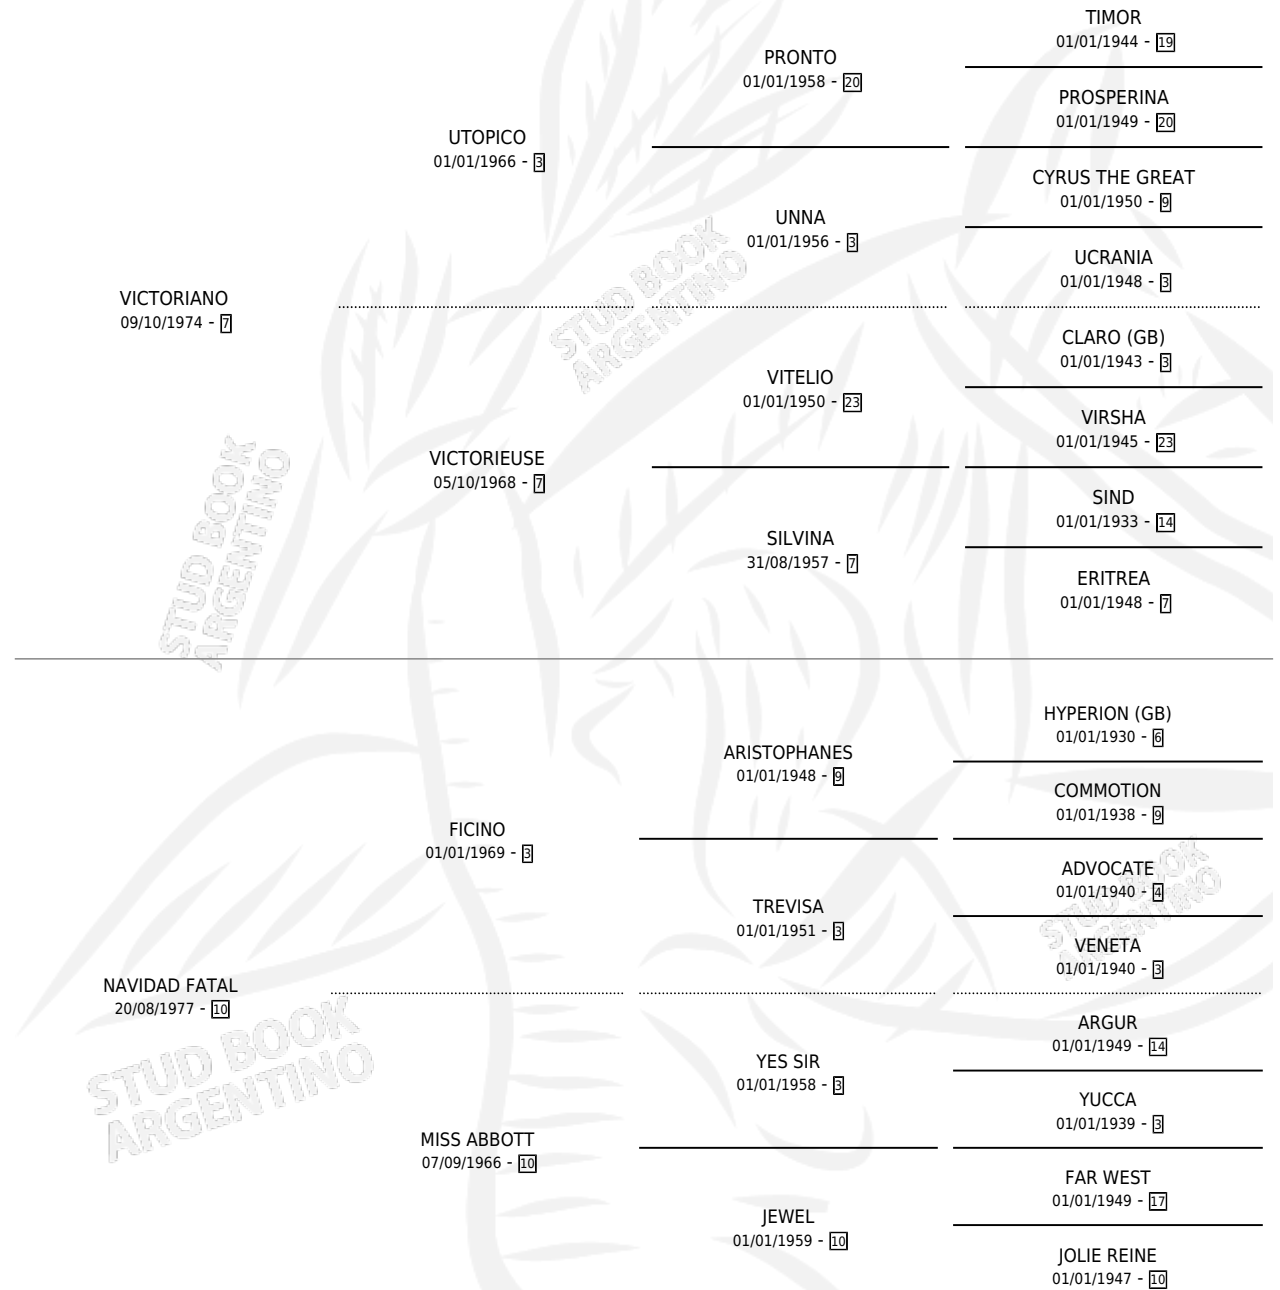 TIMOR
01/01/1944 - 19
PRONTO
01/01/1958 - 20
PROSPERINA
01/01/1949 - 20
UTOPICO
01/01/1966 - 3
CYRUS THE GREAT
01/01/1950 - 9
UNNA
01/01/1956 - 3
UCRANIA
01/01/1948 - 3
VICTORIANO
09/10/1974 - 7
CLARO (GB)
01/01/1943 - 3
VITELIO
01/01/1950 - 23
VIRSHA
01/01/1945 - 23
VICTORIEUSE
05/10/1968 - 7
SIND
01/01/1933 - 14
SILVINA
31/08/1957 - 7
ERITREA
01/01/1948 - 7
HYPERION (GB)
01/01/1930 - 6
ARISTOPHANES
01/01/1948 - 9
COMMOTION
01/01/1938 - 9
FICINO
01/01/1969 - 3
ADVOCATE
01/01/1940 - 4
TREVISA
01/01/1951 - 3
VENETA
01/01/1940 - 3
NAVIDAD FATAL
20/08/1977 - 10
ARGUR
01/01/1949 - 14
YES SIR
01/01/1958 - 3
YUCCA
01/01/1939 - 3
MISS ABBOTT
07/09/1966 - 10
FAR WEST
01/01/1949 - 17
JEWEL
01/01/1959 - 10
JOLIE REINE
01/01/1947 - 10
STUD BOOK
ARGENTINO
STUD BOOK
ARGENTINO
STUD BOOK
ARGENTINO
STUD BOOK
ARGENTINO